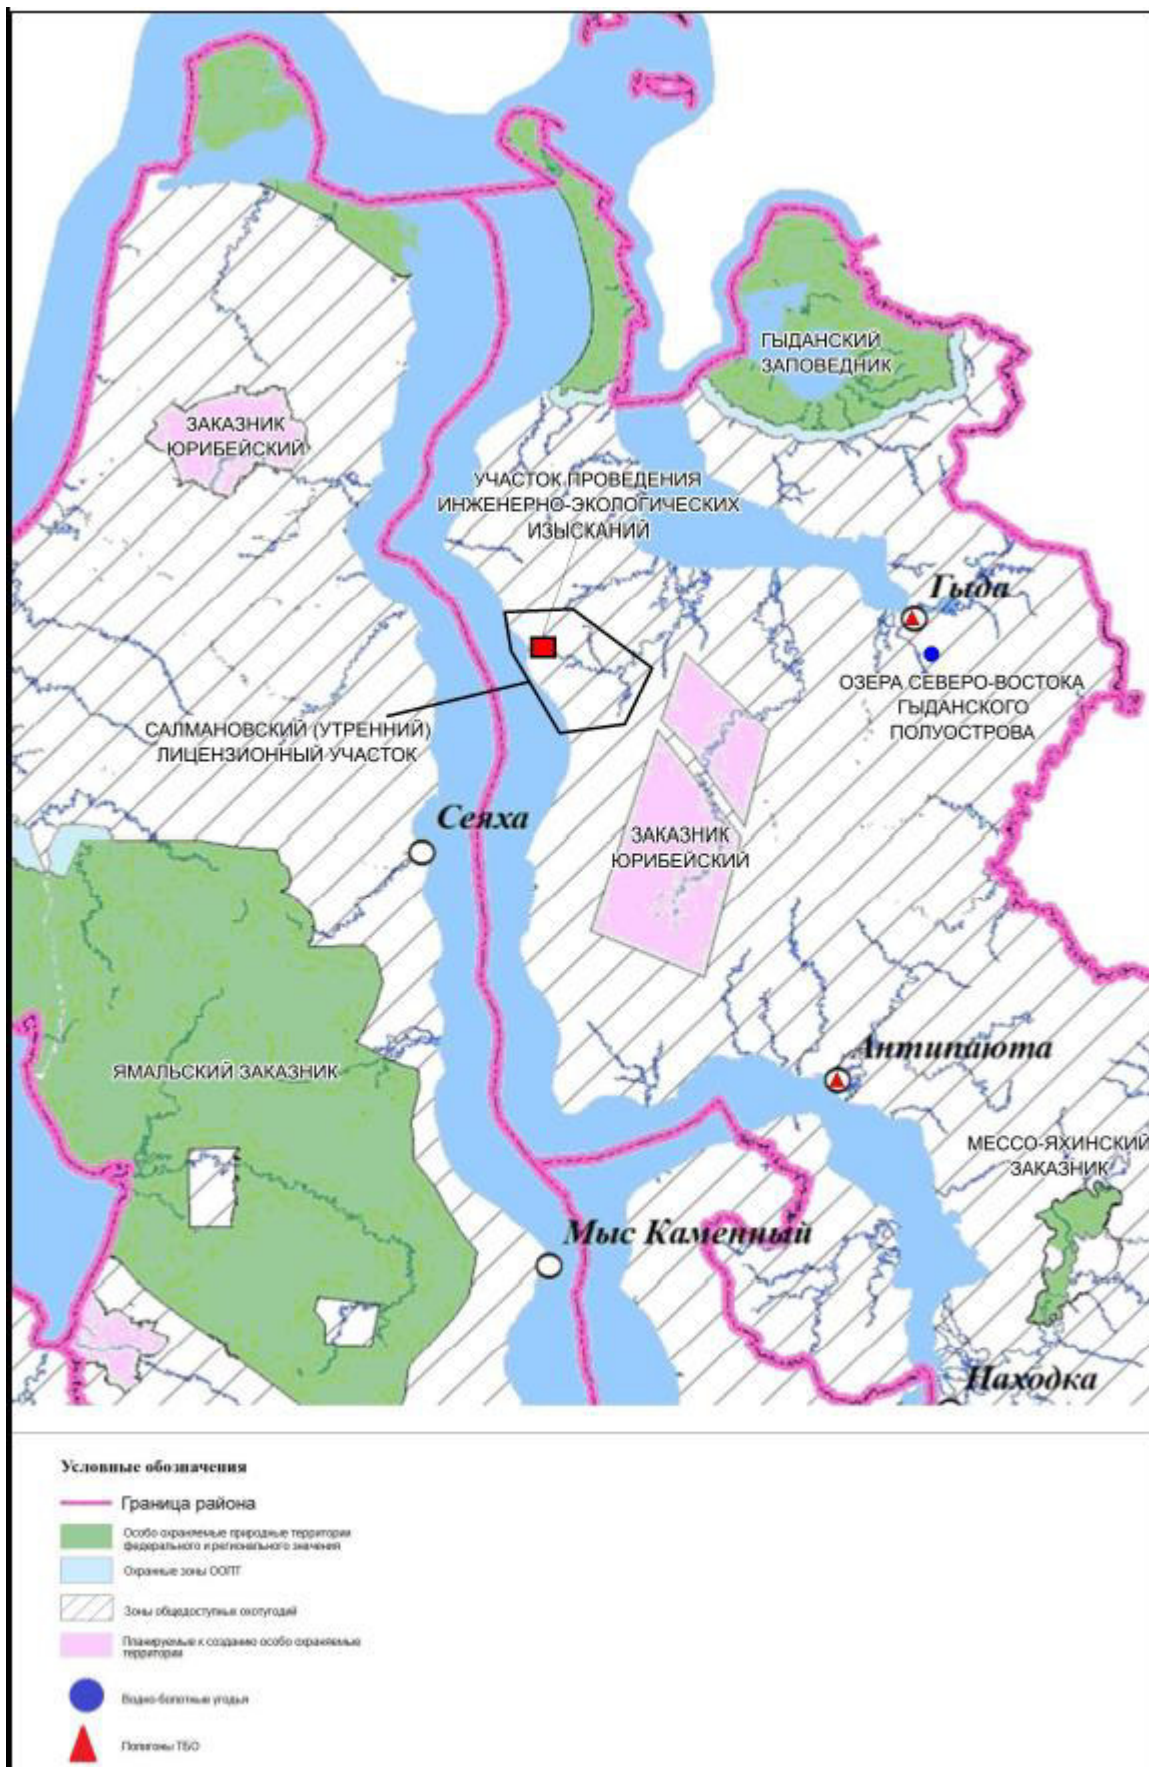 ГЫДАНСКИЙ
ЗАПОВЕДНИК
ЗАКАЗНИК
ЮРИБЕЙСКИЙ
УЧАСТОК ПРОВЕДЕНИЯ
ИНЖЕНЕРНО-ЭКОЛОГИЧЕСКИХ
ИЗЫСКАНИЙ
Гыда
ОЗЕРА СЕВЕРО-ВОСТОКА
ГЫДАНСКОГО
ПОЛУОСТРОВА
САЛМАНОВСКИЙ (УТРЕННИЙ)
ЛИЦЕНЗИОННЫЙ УЧАСТОК
Сеяха
ЗАКАЗНИК
ЮРИБЕЙСКИЙ
Антипаюта
ЯМАЛЬСКИЙ ЗАКАЗНИК
МЕССО-ЯХИНСКИЙ
ЗАКАЗНИК
Мыс Каменный
Находка
Условные обозначения
Граница района
Особо охраняемые природные территории
федерального и регионального значения
Охранные зоны ООПТ
Зоны общедоступных охотугодий
Планируемые к созданию особо охраняемые
территории
Водно-болотные угодья
Полигоны ТБО